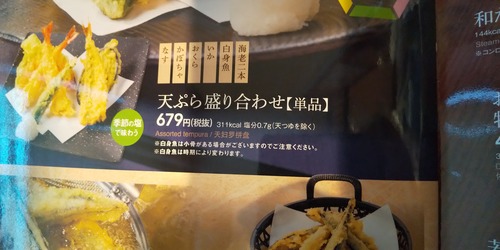 海老二本
白身魚
いか
おくら
かぼちゃ
なす
天ぷら盛り合わせ【単品】
679円(税抜) 311kcal 塩分0.7g(天つゆを除く)
Assorted tempura / 天妇罗拼盘
※白身魚は小骨がある場合がございますのでご注意ください。
※白身魚は時期により変わります。
季節の塩
で味わう
144kcal